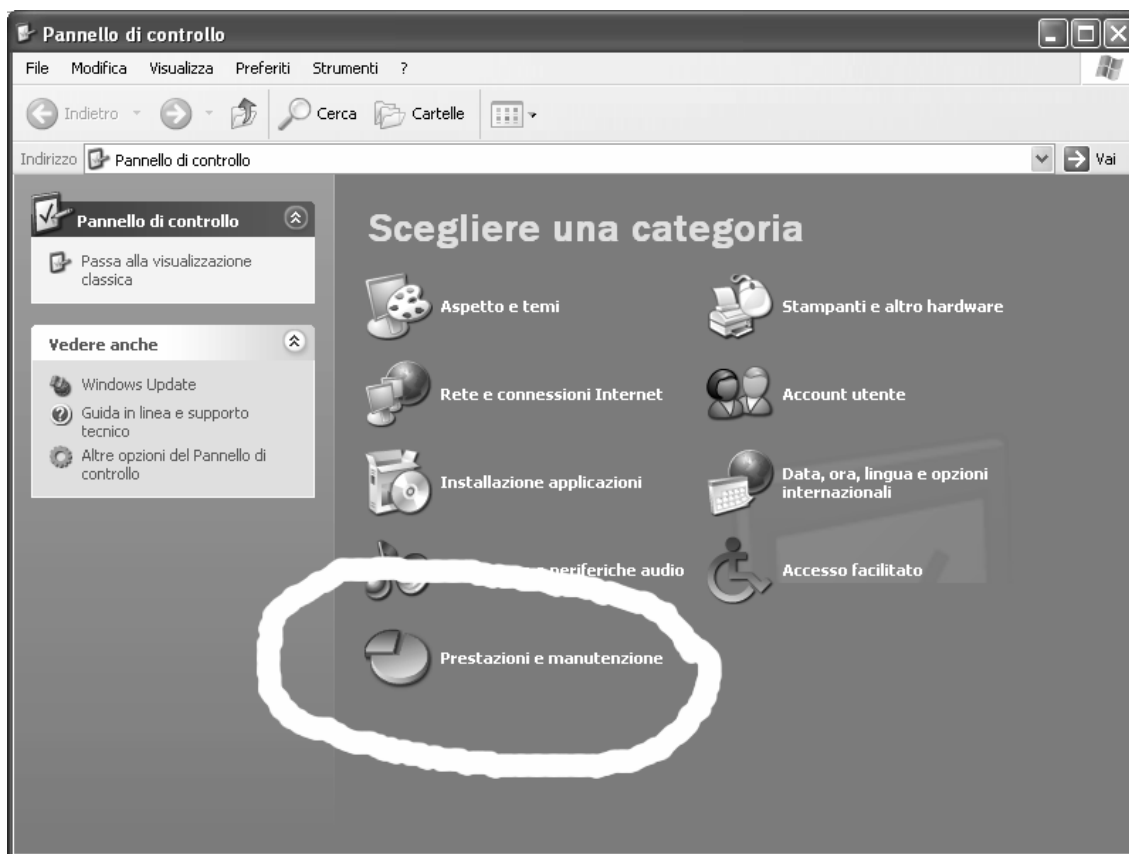 Pannello di controllo
File Modifica Visualizza Preferiti Strumenti ?
Indietro Cerca Cartelle
Indirizzo Pannello di controllo Vai
Pannello di controllo
Passa alla visualizzazione
classica
Vedere anche
Windows Update
Guida in linea e supporto
tecnico
Altre opzioni del Pannello di
controllo
Scegliere una categoria
Aspetto e temi
Stampanti e altro hardware
Rete e connessioni Internet
Account utente
Installazione applicazioni
Data, ora, lingua e opzioni
internazionali
periferiche audio
Accesso facilitato
Prestazioni e manutenzione